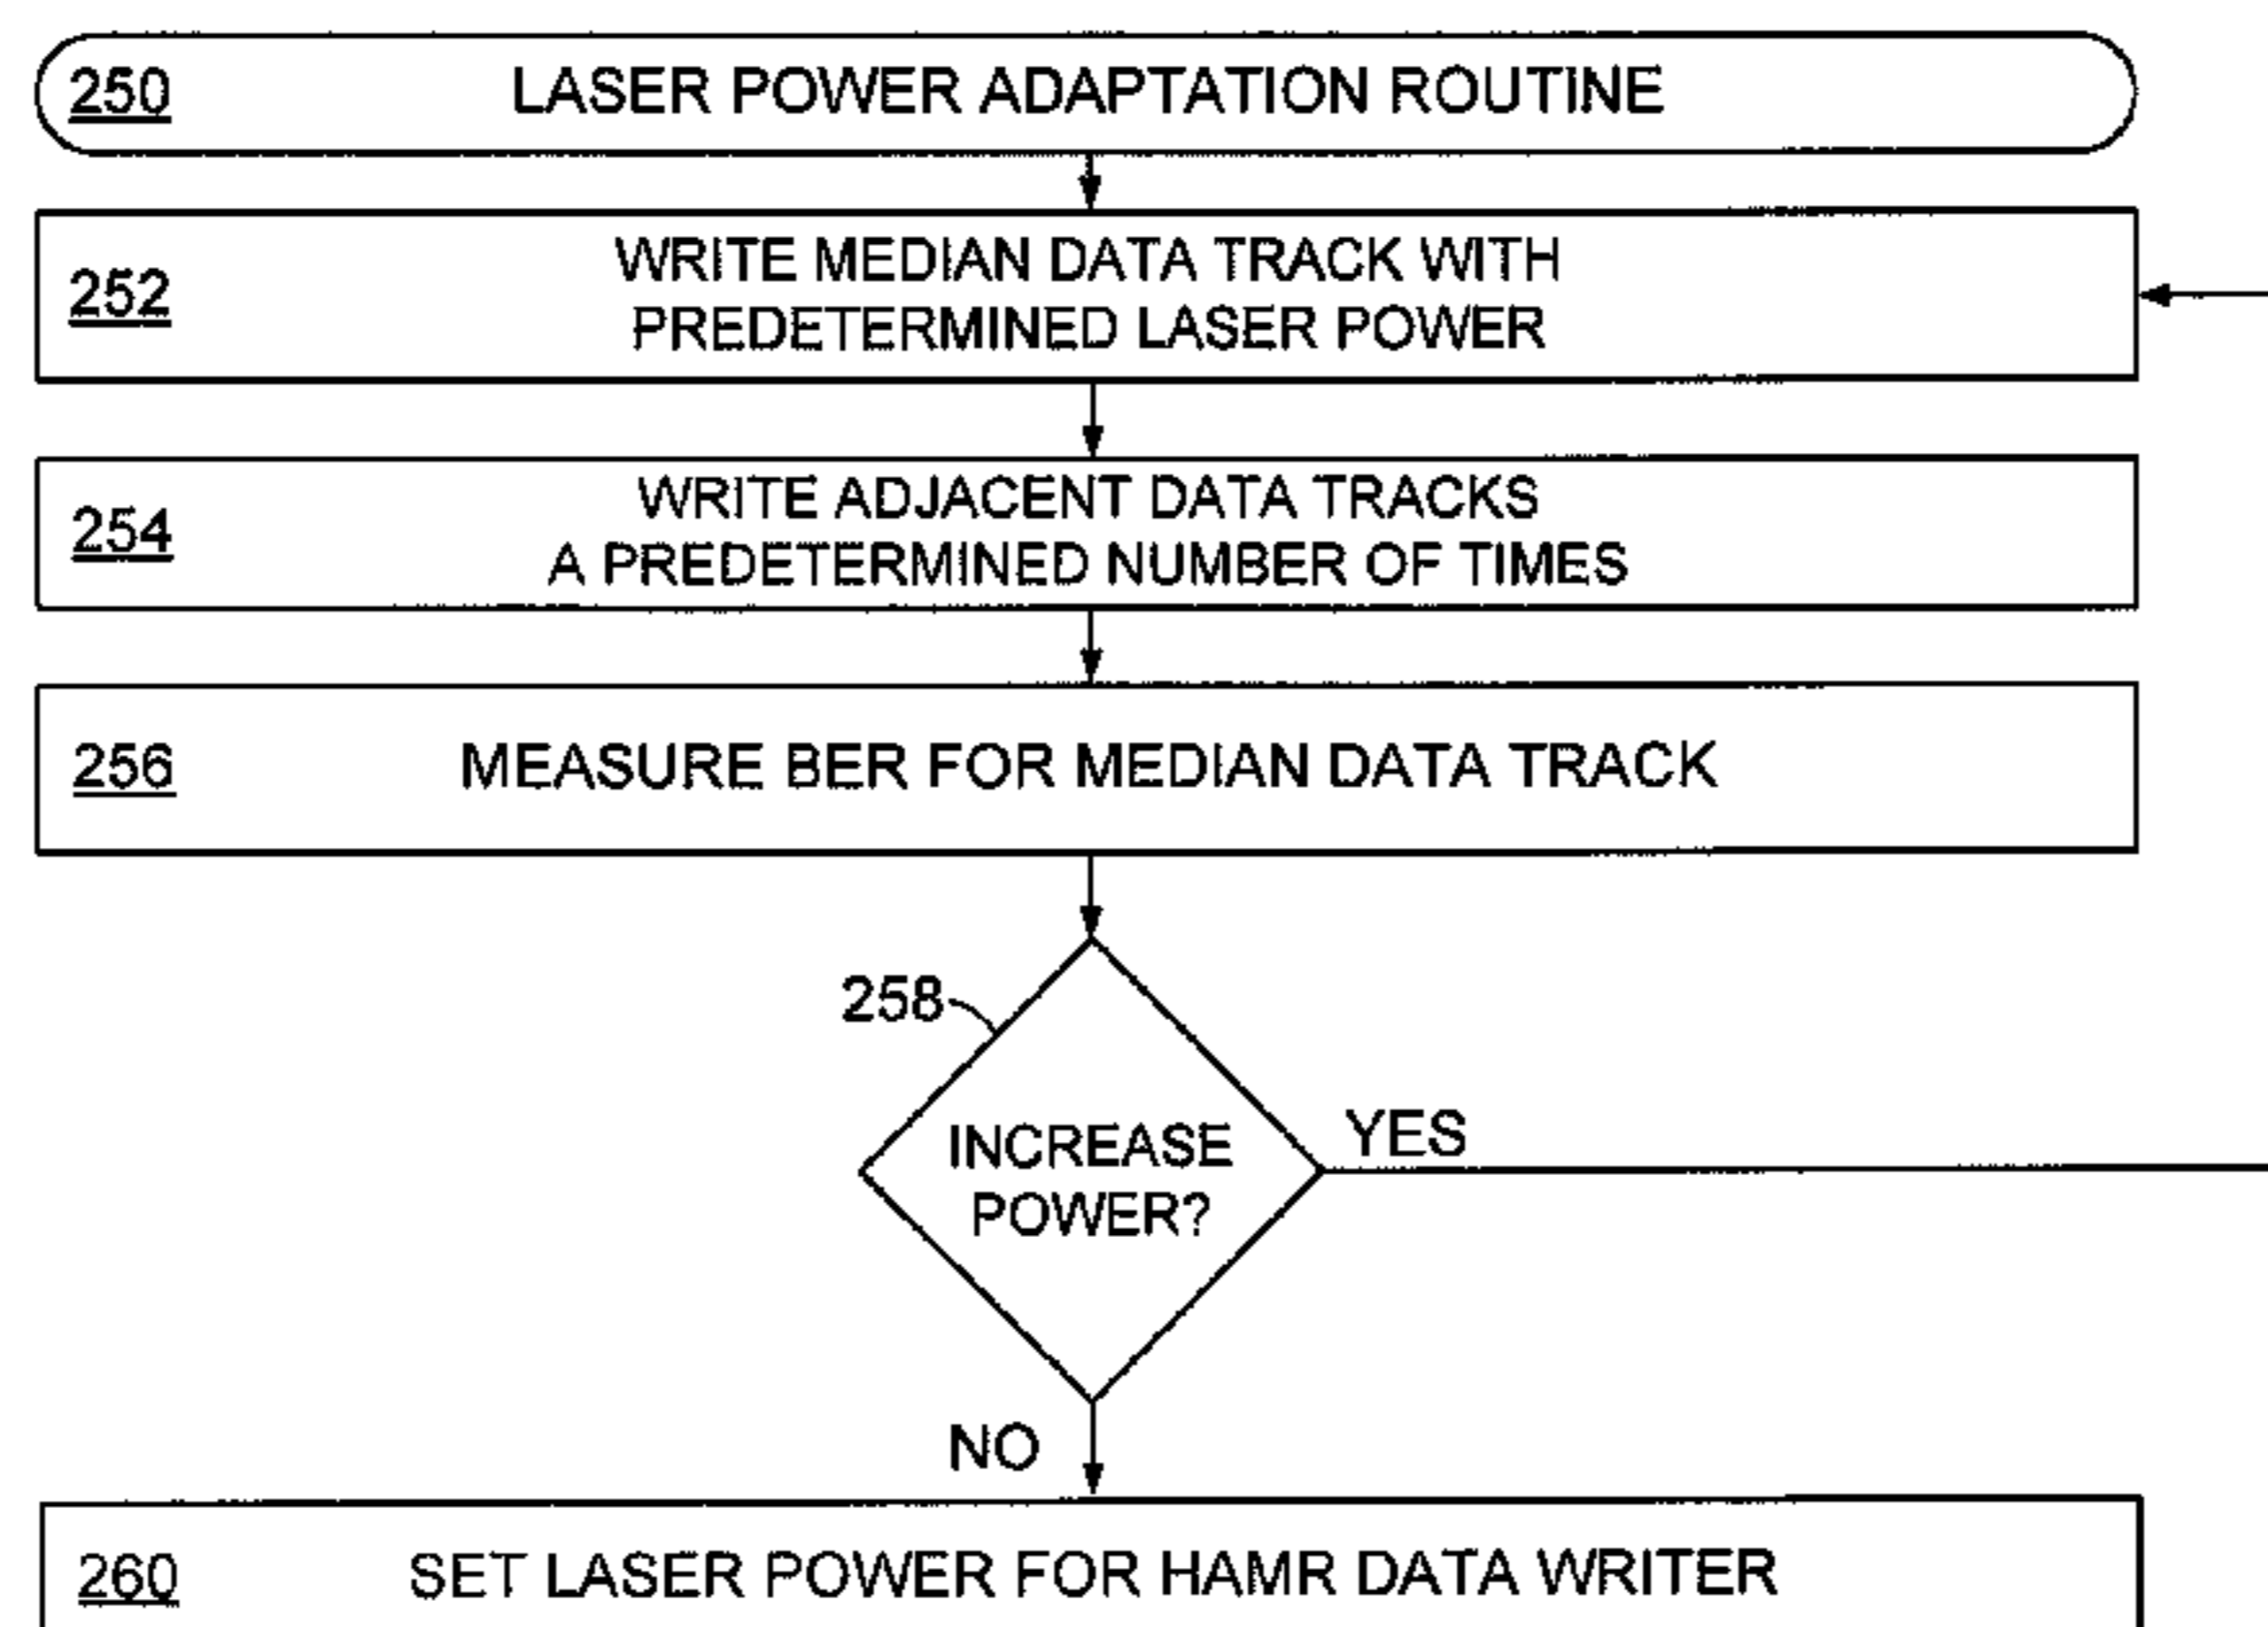 250 LASER POWER ADAPTATION ROUTINE
252 WRITE MEDIAN DATA TRACK WITH
PREDETERMINED LASER POWER
254 WRITE ADJACENT DATA TRACKS
A PREDETERMINED NUMBER OF TIMES
256 MEASURE BER FOR MEDIAN DATA TRACK
258
INCREASE
POWER?
YES
NO
260 SET LASER POWER FOR HAMR DATA WRITER